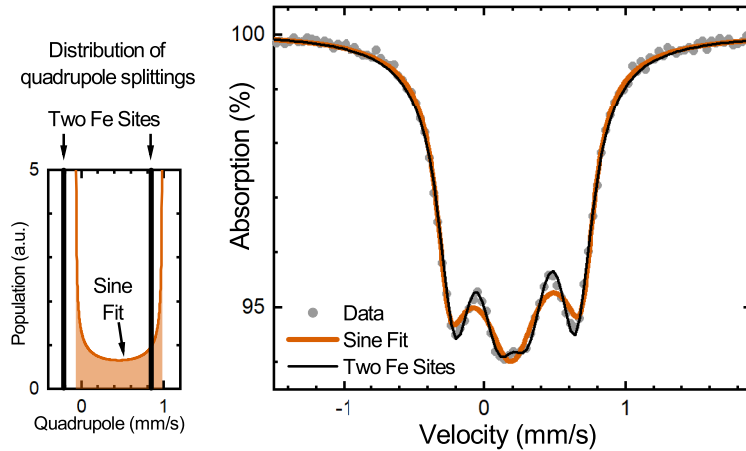 Distribution of
quadrupole splittings
Two Fe Sites
5
Population (a.u.)
Sine
Fit
0
0
1
Quadrupole (mm/s)
100
Absorption (%)
95
Data
Sine Fit
Two Fe Sites
-1
0
1
Velocity (mm/s)